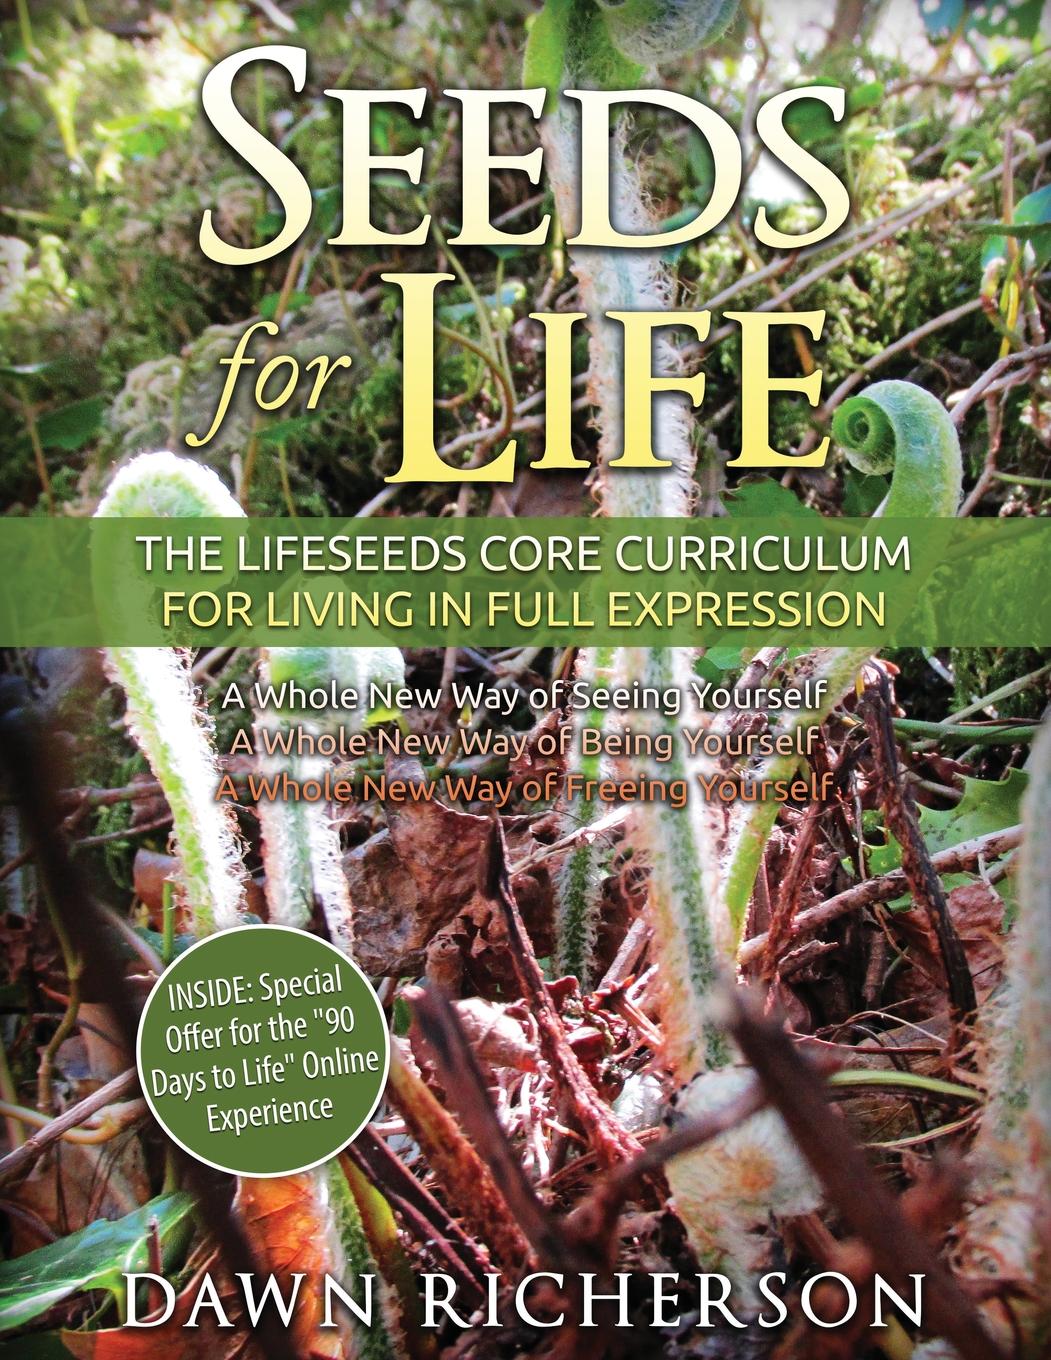 SEEDS
for LIFE
THE LIFESEEDS CORE CURRICULUM
FOR LIVING IN FULL EXPRESSION
A Whole New Way of Seeing Yourself
A Whole New Way of Being Yourself
A Whole New Way of Freeing Yourself
INSIDE: Special
Offer for the "90
Days to Life" Online
Experience
DAWN RICHERSON